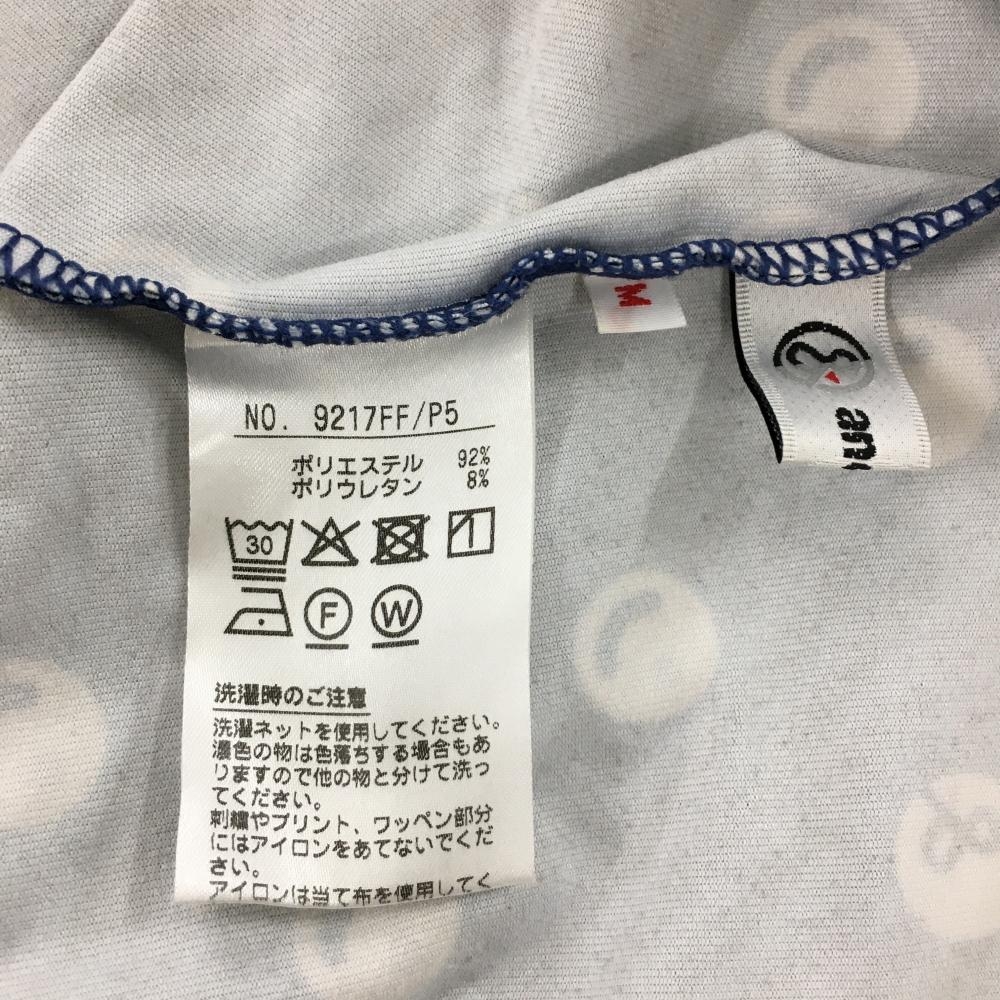 NO. 9217FF/P5
ポリエステル 92%
ポリウレタン 8%
30
F W
洗濯時のご注意
洗濯ネットを使用してください。
濃色の物は色落ちする場合もあ
りますので他の物と分けて洗っ
てください。
刺繍やプリント、ワッペン部分
にはアイロンをあてないでくだ
さい。
アイロンは当て布を使用してく
M